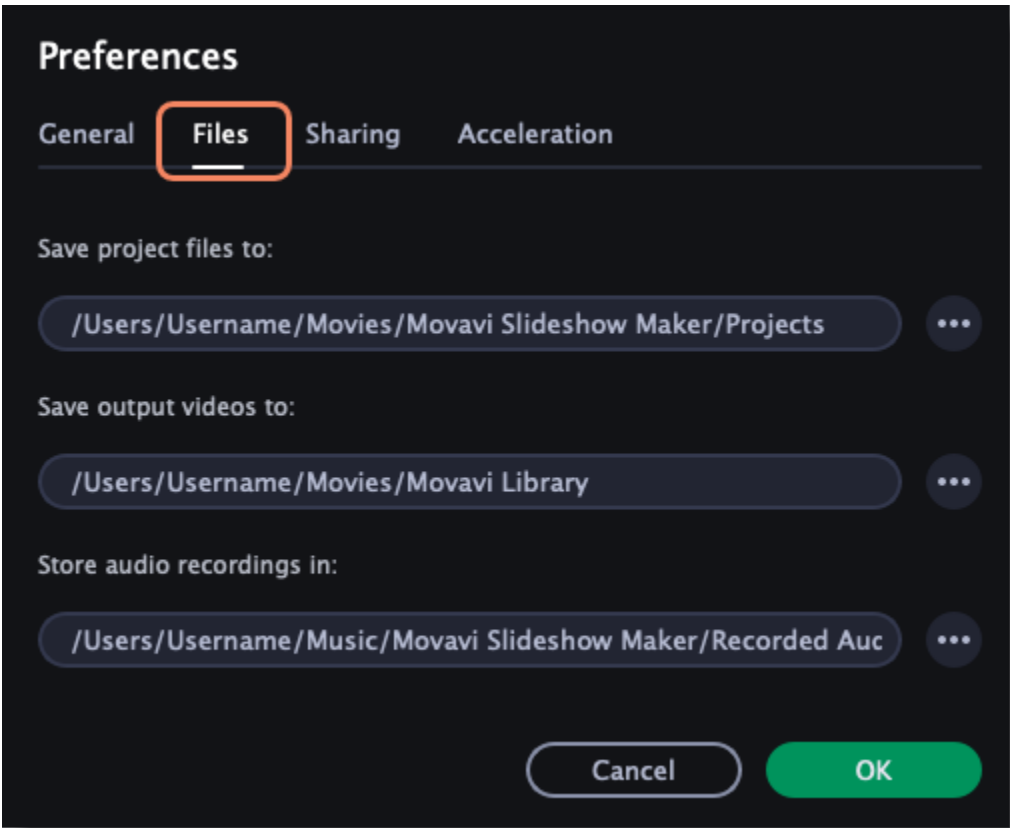 Preferences
General Files Sharing Acceleration
Save project files to:
/Users/Username/Movies/Movavi Slideshow Maker/Projects
Save output videos to:
/Users/Username/Movies/Movavi Library
Store audio recordings in:
/Users/Username/Music/Movavi Slideshow Maker/Recorded Auc
Cancel OK